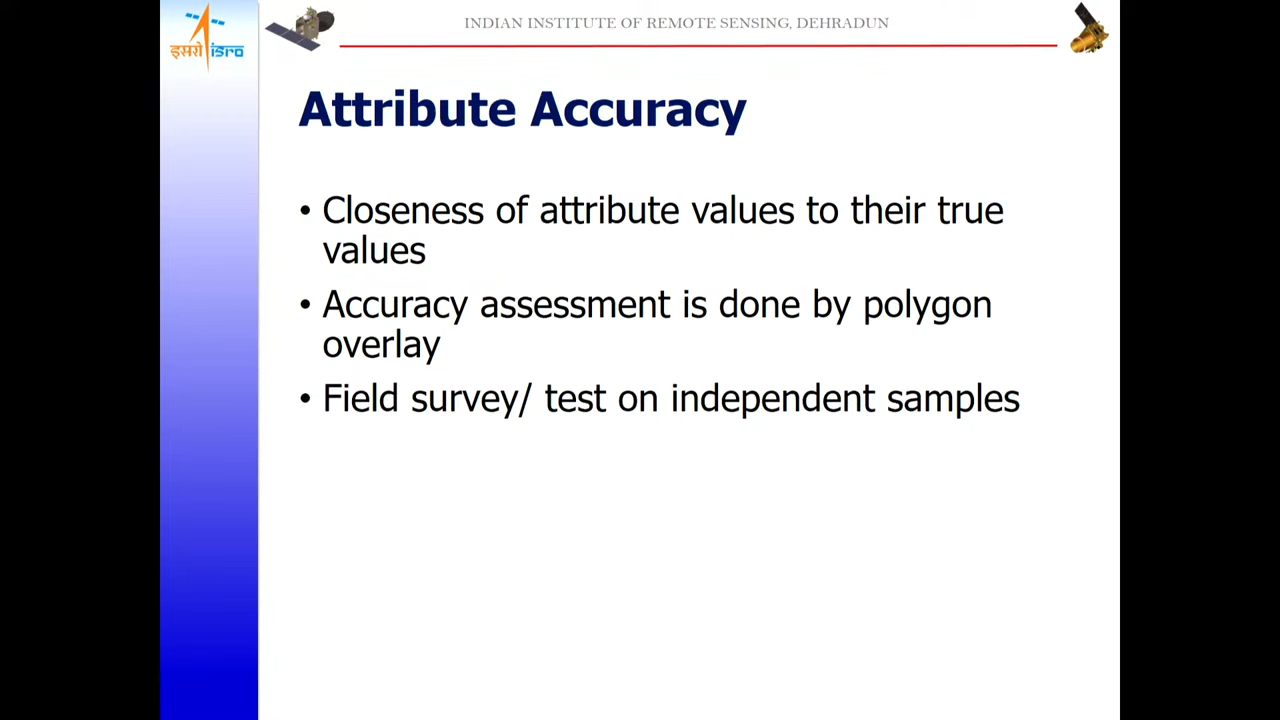 इसरो isro
INDIAN INSTITUTE OF REMOTE SENSING, DEHRADUN
Attribute Accuracy
• Closeness of attribute values to their true
values
• Accuracy assessment is done by polygon
overlay
• Field survey/ test on independent samples